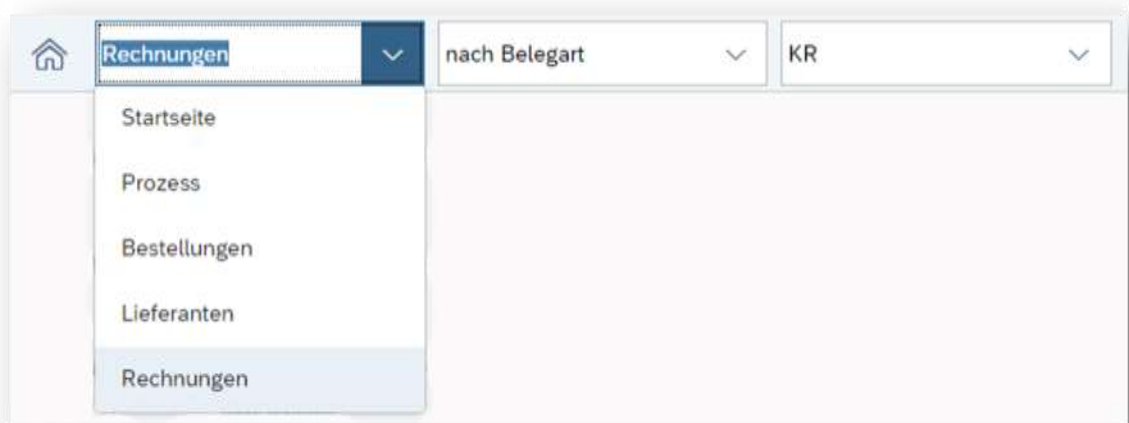 Rechnungen nach Belegart KR
Startseite
Prozess
Bestellungen
Lieferanten
Rechnungen